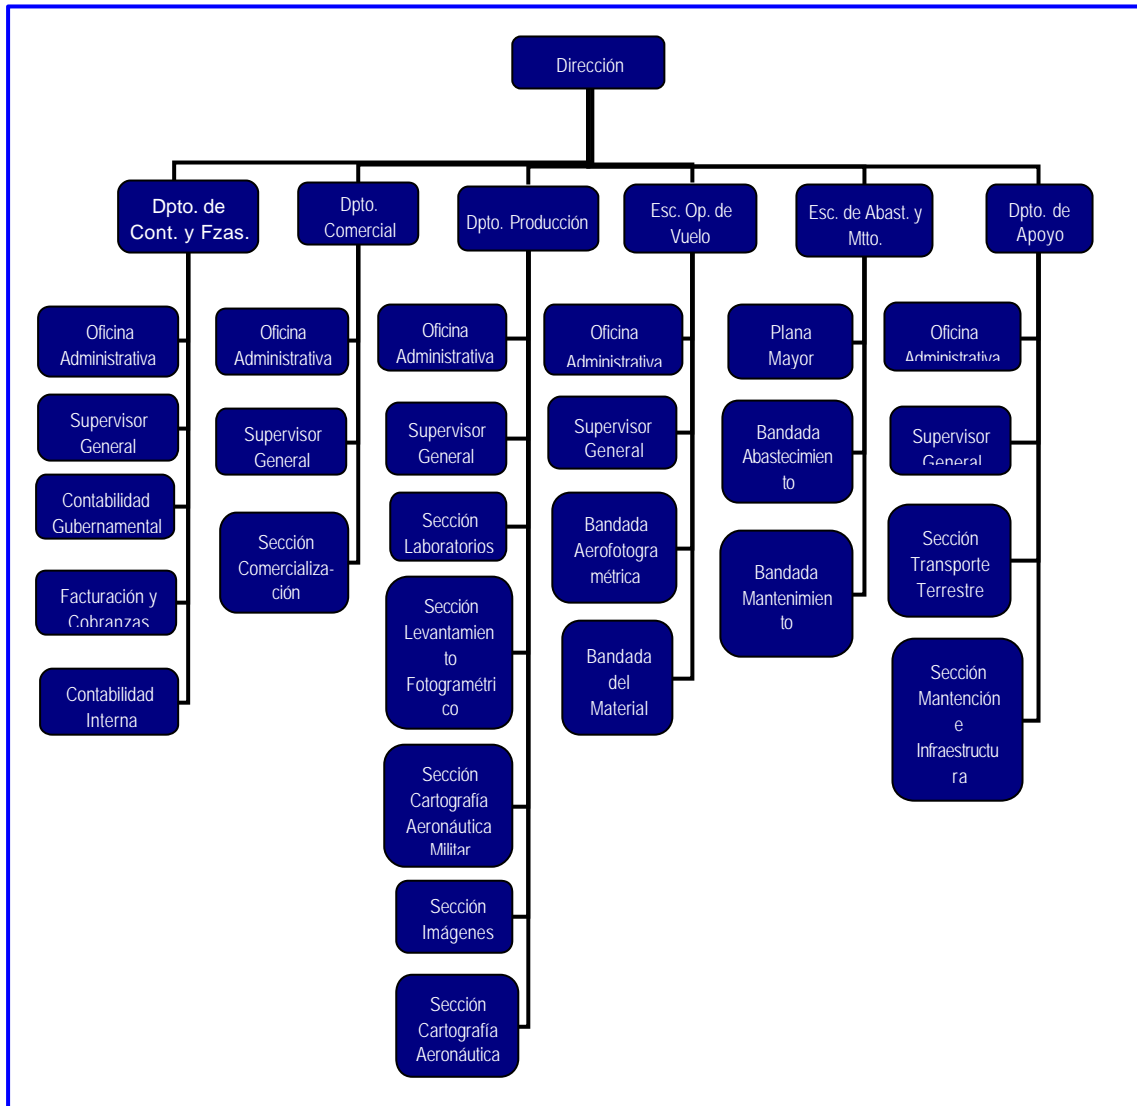 Dirección
Dpto. de
Cont. y Fzas.
Dpto.
Comercial
Dpto. Producción
Esc. Op. de
Vuelo
Esc. de Abast. y
Mtto.
Dpto. de
Apoyo
Oficina
Administrativa
Supervisor
General
Contabilidad
Gubernamental
Facturación y
Cobranzas
Contabilidad
Interna
Oficina
Administrativa
Supervisor
General
Sección
Comercializa-
ción
Oficina
Administrativa
Supervisor
General
Sección
Laboratorios
Sección
Levantamie­n
to
Fotogramétri
co
Sección
Cartografía
Aeronáutica
Militar
Sección
Imágenes
Sección
Cartografía
Aeronáutica
Oficina
Administrativa
Supervisor
General
Bandada
Aerofotogra
métrica
Bandada
del
Material
Plana
Mayor
Bandada
Abastecimie­n
to
Bandada
Mantenimie­n
to
Oficina
Administrativa
Supervisor
General
Sección
Transporte
Terrestre
Sección
Mantención
e
Infraestructu
ra